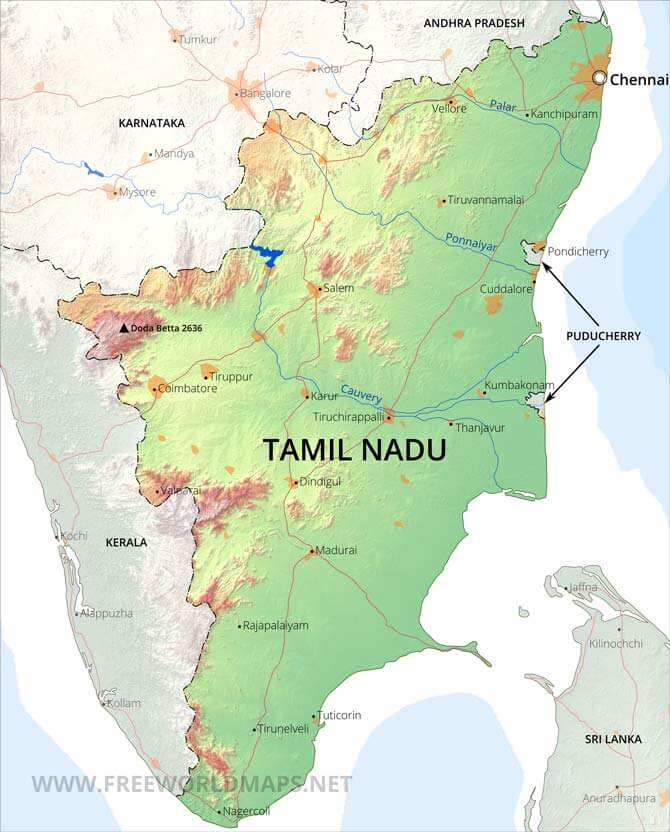 ANDHRA PRADESH
Tumkur
Kolar
Chennai
Bangalore
Vellore
Palar
Kanchipuram
KARNATAKA
Mandya
Mysore
Tiruvannamalai
Ponnaiyar
Pondicherry
Salem
Cuddalore
Doda Betta 2636
PUDUCHERRY
Tiruppur
Coimbatore
Kumbakonam
Karur
Cauvery
Tiruchirappalli
Thanjavur
TAMIL NADU
Valparai
Dindigul
Kochi
KERALA
Madurai
Jaffna
Alappuzha
Rajapalaiyam
Kilinochchi
Kollam
Tuticorin
Tirunelveli
SRI LANKA
WWW.FREEWORLDMAPS.NET
Anuradhapura
Nagercoil